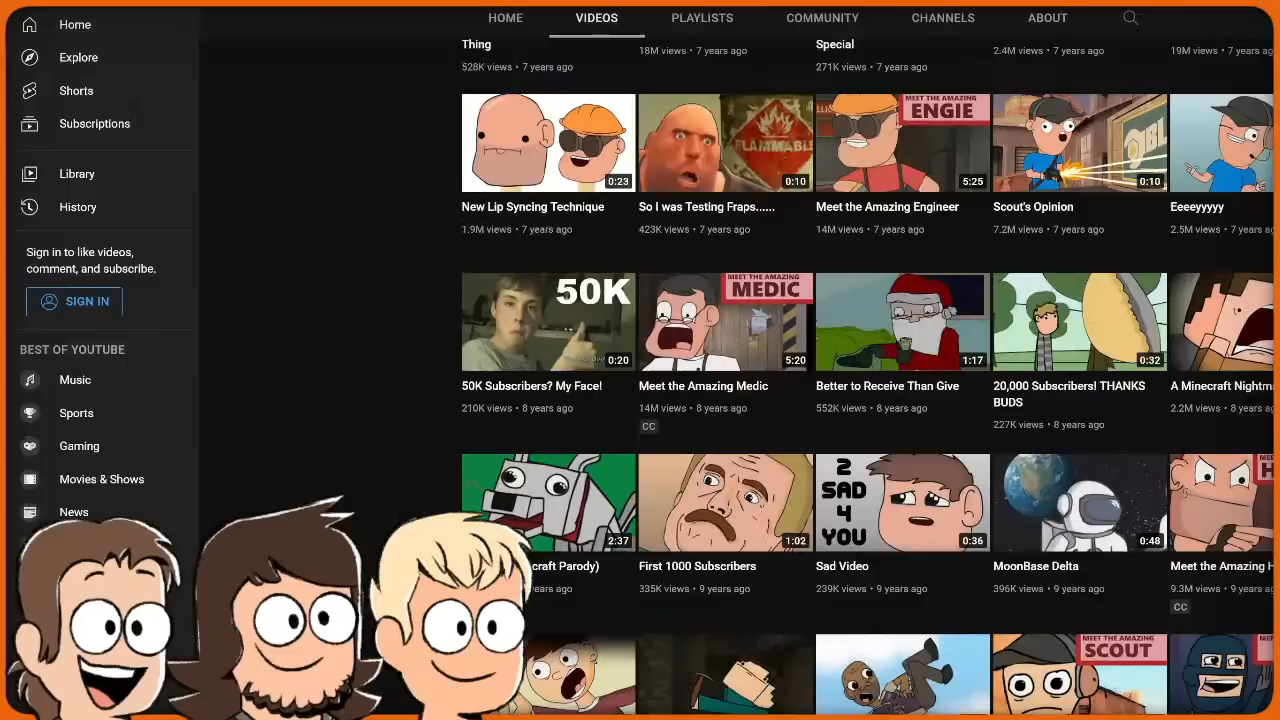 Home
Explore
Shorts
Subscriptions
Library
History
Sign in to like videos,
comment, and subscribe.
SIGN IN
BEST OF YOUTUBE
Music
Sports
Gaming
Movies & Shows
News
HOME VIDEOS PLAYLISTS COMMUNITY CHANNELS ABOUT
Thing
528K views • 7 years ago
18M views • 7 years ago
Special
271K views • 7 years ago
2.4M views • 7 years ago
19M views • 7 years ag
0:23
New Lip Syncing Technique
1.9M views • 7 years ago
FLAMMABLE
0:10
So I was Testing Fraps......
423K views • 7 years ago
MEET THE AMAZING
ENGIE
5:25
Meet the Amazing Engineer
14M views • 7 years ago
0:10
Scout's Opinion
7.2M views • 7 years ago
Eeeeyyyyy
2.5M views • 7 years ag
50K
0:20
50K Subscribers? My Face!
210K views • 8 years ago
MEET THE AMAZING
MEDIC
5:20
Meet the Amazing Medic
14M views • 8 years ago
CC
1:17
Better to Receive Than Give
552K views • 8 years ago
0:32
20,000 Subscribers! THANKS
BUDS
227K views • 8 years ago
A Minecraft Nightm
2.2M views • 8 years ag
2:37
craft Parody)
ears ago
1:02
First 1000 Subscribers
335K views • 9 years ago
2
SAD
4
YOU
0:36
Sad Video
239K views • 9 years ago
0:48
MoonBase Delta
396K views • 9 years ago
Meet the Amazing H
9.3M views • 9 years ag
CC
MEET THE AMAZING
SCOUT